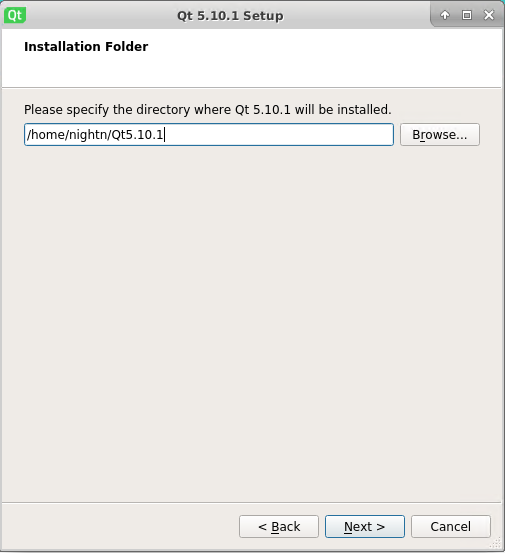 Qt Qt 5.10.1 Setup
Installation Folder
Please specify the directory where Qt 5.10.1 will be installed.
/home/nightn/Qt5.10.1 Browse...
< Back Next > Cancel